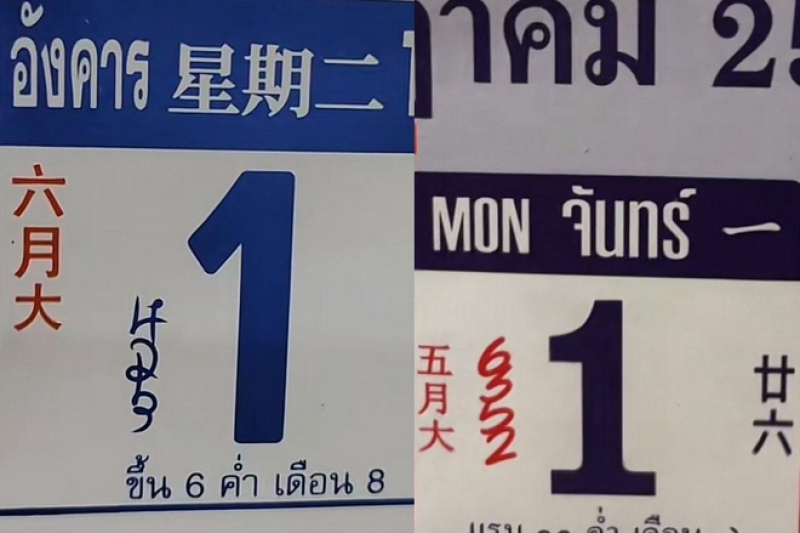 อังคาร 星期二
六月大
1
ขึ้น 6 ค่ำ เดือน 8
าคม 25
MON จันทร์ 一
五月大
6352
1
廿六